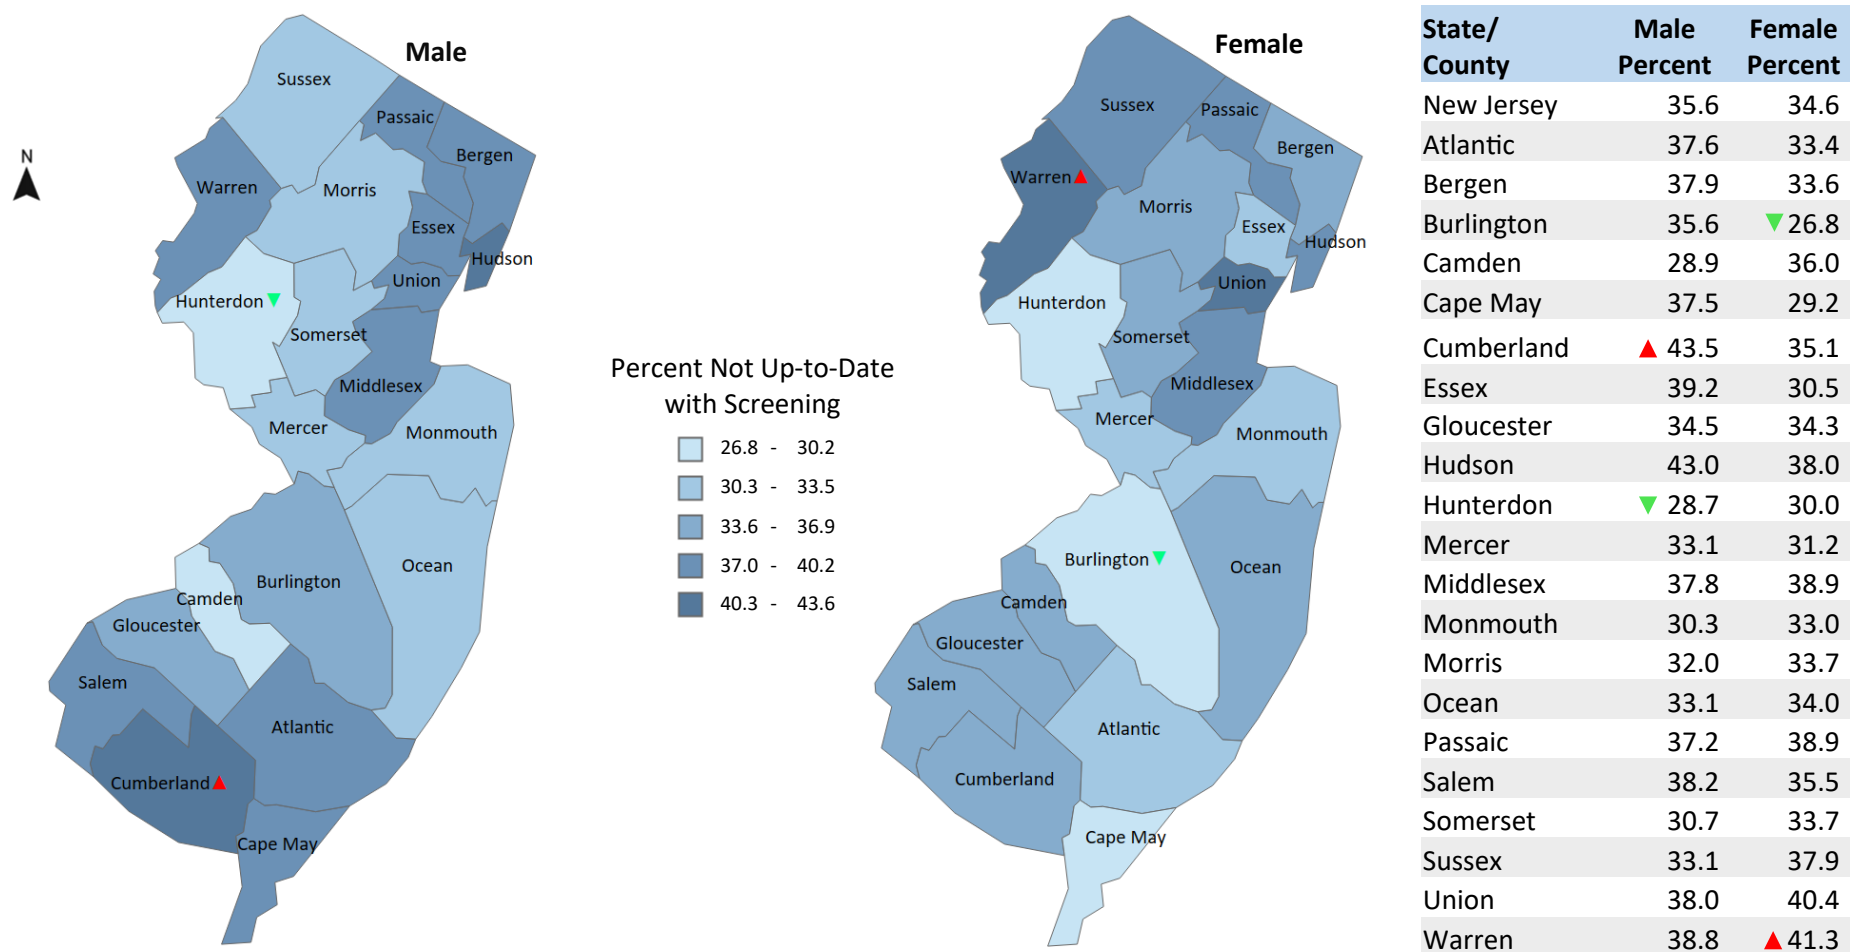 Male
N
Sussex
Passaic
Bergen
Warren
Morris
Essex
Hudson
Union
Hunterdon
Somerset
Middlesex
Mercer
Monmouth
Ocean
Burlington
Camden
Gloucester
Salem
Atlantic
Cumberland
Cape May
Percent Not Up-to-Date
with Screening
26.8 - 30.2
30.3 - 33.5
33.6 - 36.9
37.0 - 40.2
40.3 - 43.6
Female
Sussex
Passaic
Bergen
Warren
Morris
Essex
Hudson
Union
Hunterdon
Somerset
Middlesex
Mercer
Monmouth
Burlington
Ocean
Camden
Gloucester
Salem
Atlantic
Cumberland
Cape May
State/ Male Female
County Percent Percent
New Jersey 35.6 34.6
Atlantic 37.6 33.4
Bergen 37.9 33.6
Burlington 35.6 ▼ 26.8
Camden 28.9 36.0
Cape May 37.5 29.2
Cumberland ▲ 43.5 35.1
Essex 39.2 30.5
Gloucester 34.5 34.3
Hudson 43.0 38.0
Hunterdon ▼ 28.7 30.0
Mercer 33.1 31.2
Middlesex 37.8 38.9
Monmouth 30.3 33.0
Morris 32.0 33.7
Ocean 33.1 34.0
Passaic 37.2 38.9
Salem 38.2 35.5
Somerset 30.7 33.7
Sussex 33.1 37.9
Union 38.0 40.4
Warren 38.8 ▲ 41.3